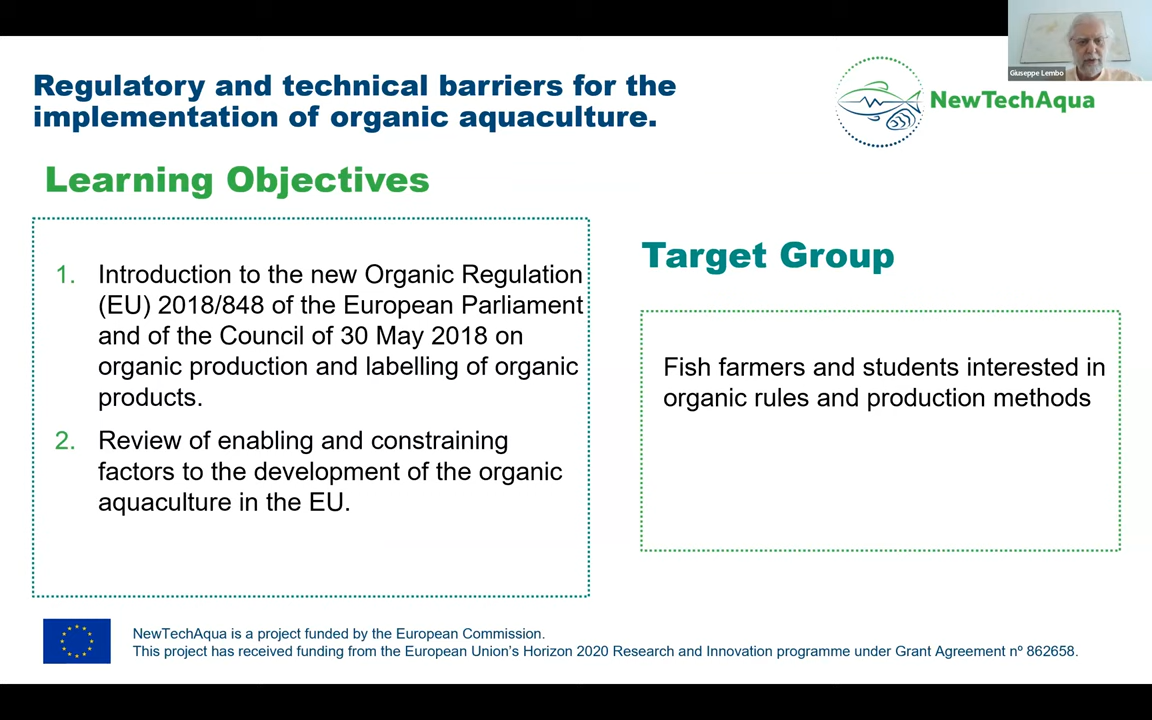 Giuseppe Lembo
Regulatory and technical barriers for the
implementation of organic aquaculture.
NewTechAqua
Learning Objectives
1. Introduction to the new Organic Regulation
(EU) 2018/848 of the European Parliament
and of the Council of 30 May 2018 on
organic production and labelling of organic
products.
2. Review of enabling and constraining
factors to the development of the organic
aquaculture in the EU.
Target Group
Fish farmers and students interested in
organic rules and production methods
NewTechAqua is a project funded by the European Commission.
This project has received funding from the European Union's Horizon 2020 Research and Innovation programme under Grant Agreement nº 862658.